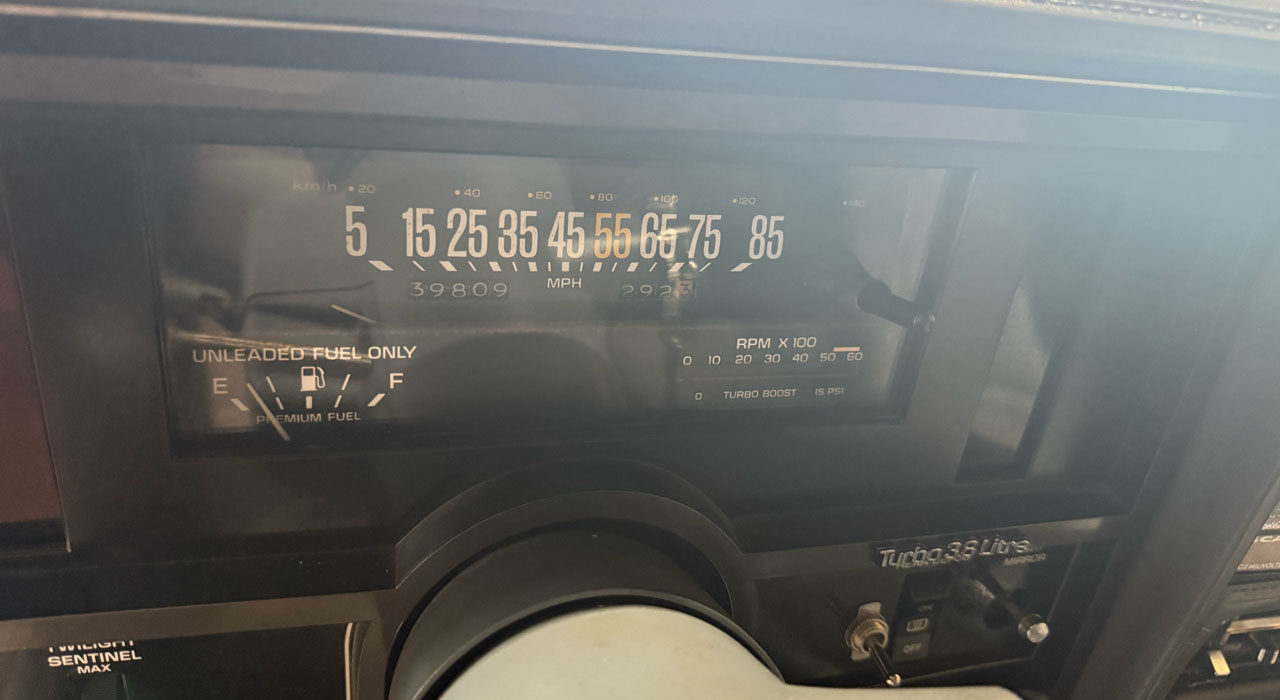 km/h 20 40 60 80 100 120 140
5 15 25 35 45 55 65 75 85
MPH
39809
2923
UNLEADED FUEL ONLY
E F
PREMIUM FUEL
RPM X 100
0 10 20 30 40 50 60
0 TURBO BOOST 15 PSI
Turbo 3.8 Litre
MIRROR
OFF
TWILIGHT
SENTINEL
MAX